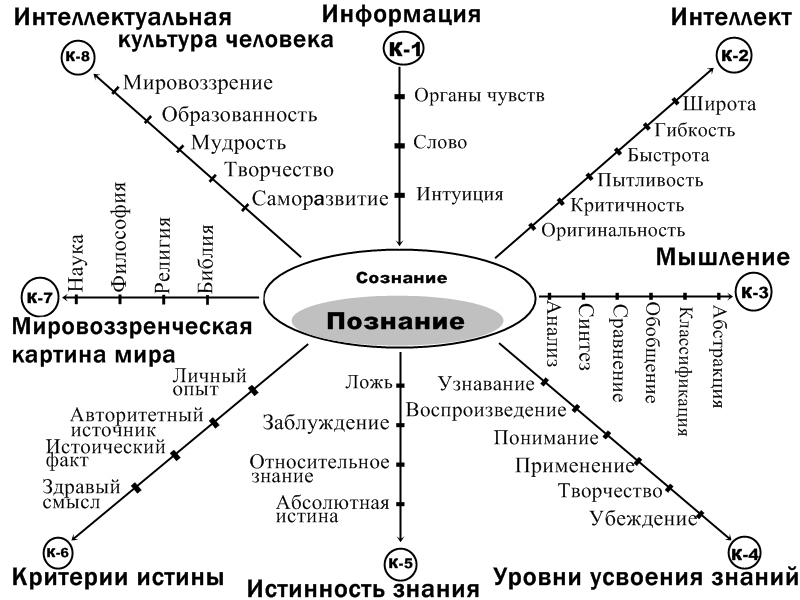 Информация
К-1
Органы чувств
Слово
Интуиция
Интеллект
К-2
Широта
Гибкость
Быстрота
Пытливость
Критичность
Оригинальность
Мышление
К-3
Анализ
Синтез
Сравнение
Обобщение
Классификация
Абстракция
Уровни усвоения знаний
К-4
Узнавание
Воспроизведение
Понимание
Применение
Творчество
Убеждение
Истинность знания
К-5
Ложь
Заблуждение
Относительное
знание
Абсолютная
истина
Критерии истины
К-6
Личный
опыт
Авторитетный
источник
Истоический
факт
Здравый
смысл
Мировоззренческая
картина мира
К-7
Наука
Философия
Религия
Библия
Интеллектуальная
культура человека
К-8
Мировоззрение
Образованность
Мудрость
Творчество
Саморазвитие
Сознание
Познание